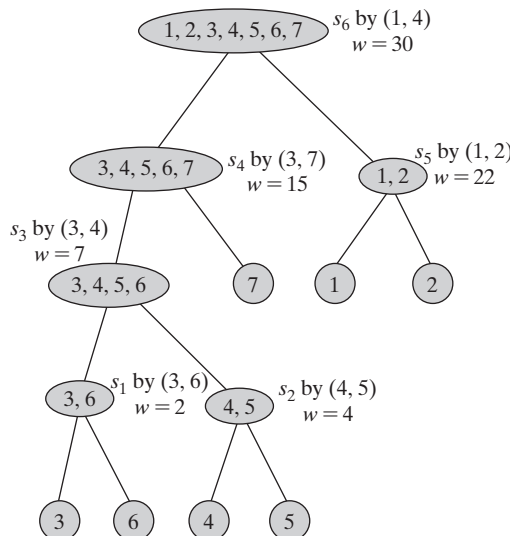 1, 2, 3, 4, 5, 6, 7
s₆ by (1, 4)
w = 30
3, 4, 5, 6, 7
s₄ by (3, 7)
w = 15
1, 2
s₅ by (1, 2)
w = 22
s₃ by (3, 4)
w = 7
3, 4, 5, 6
7
1
2
3, 6
s₁ by (3, 6)
w = 2
4, 5
s₂ by (4, 5)
w = 4
3
6
4
5